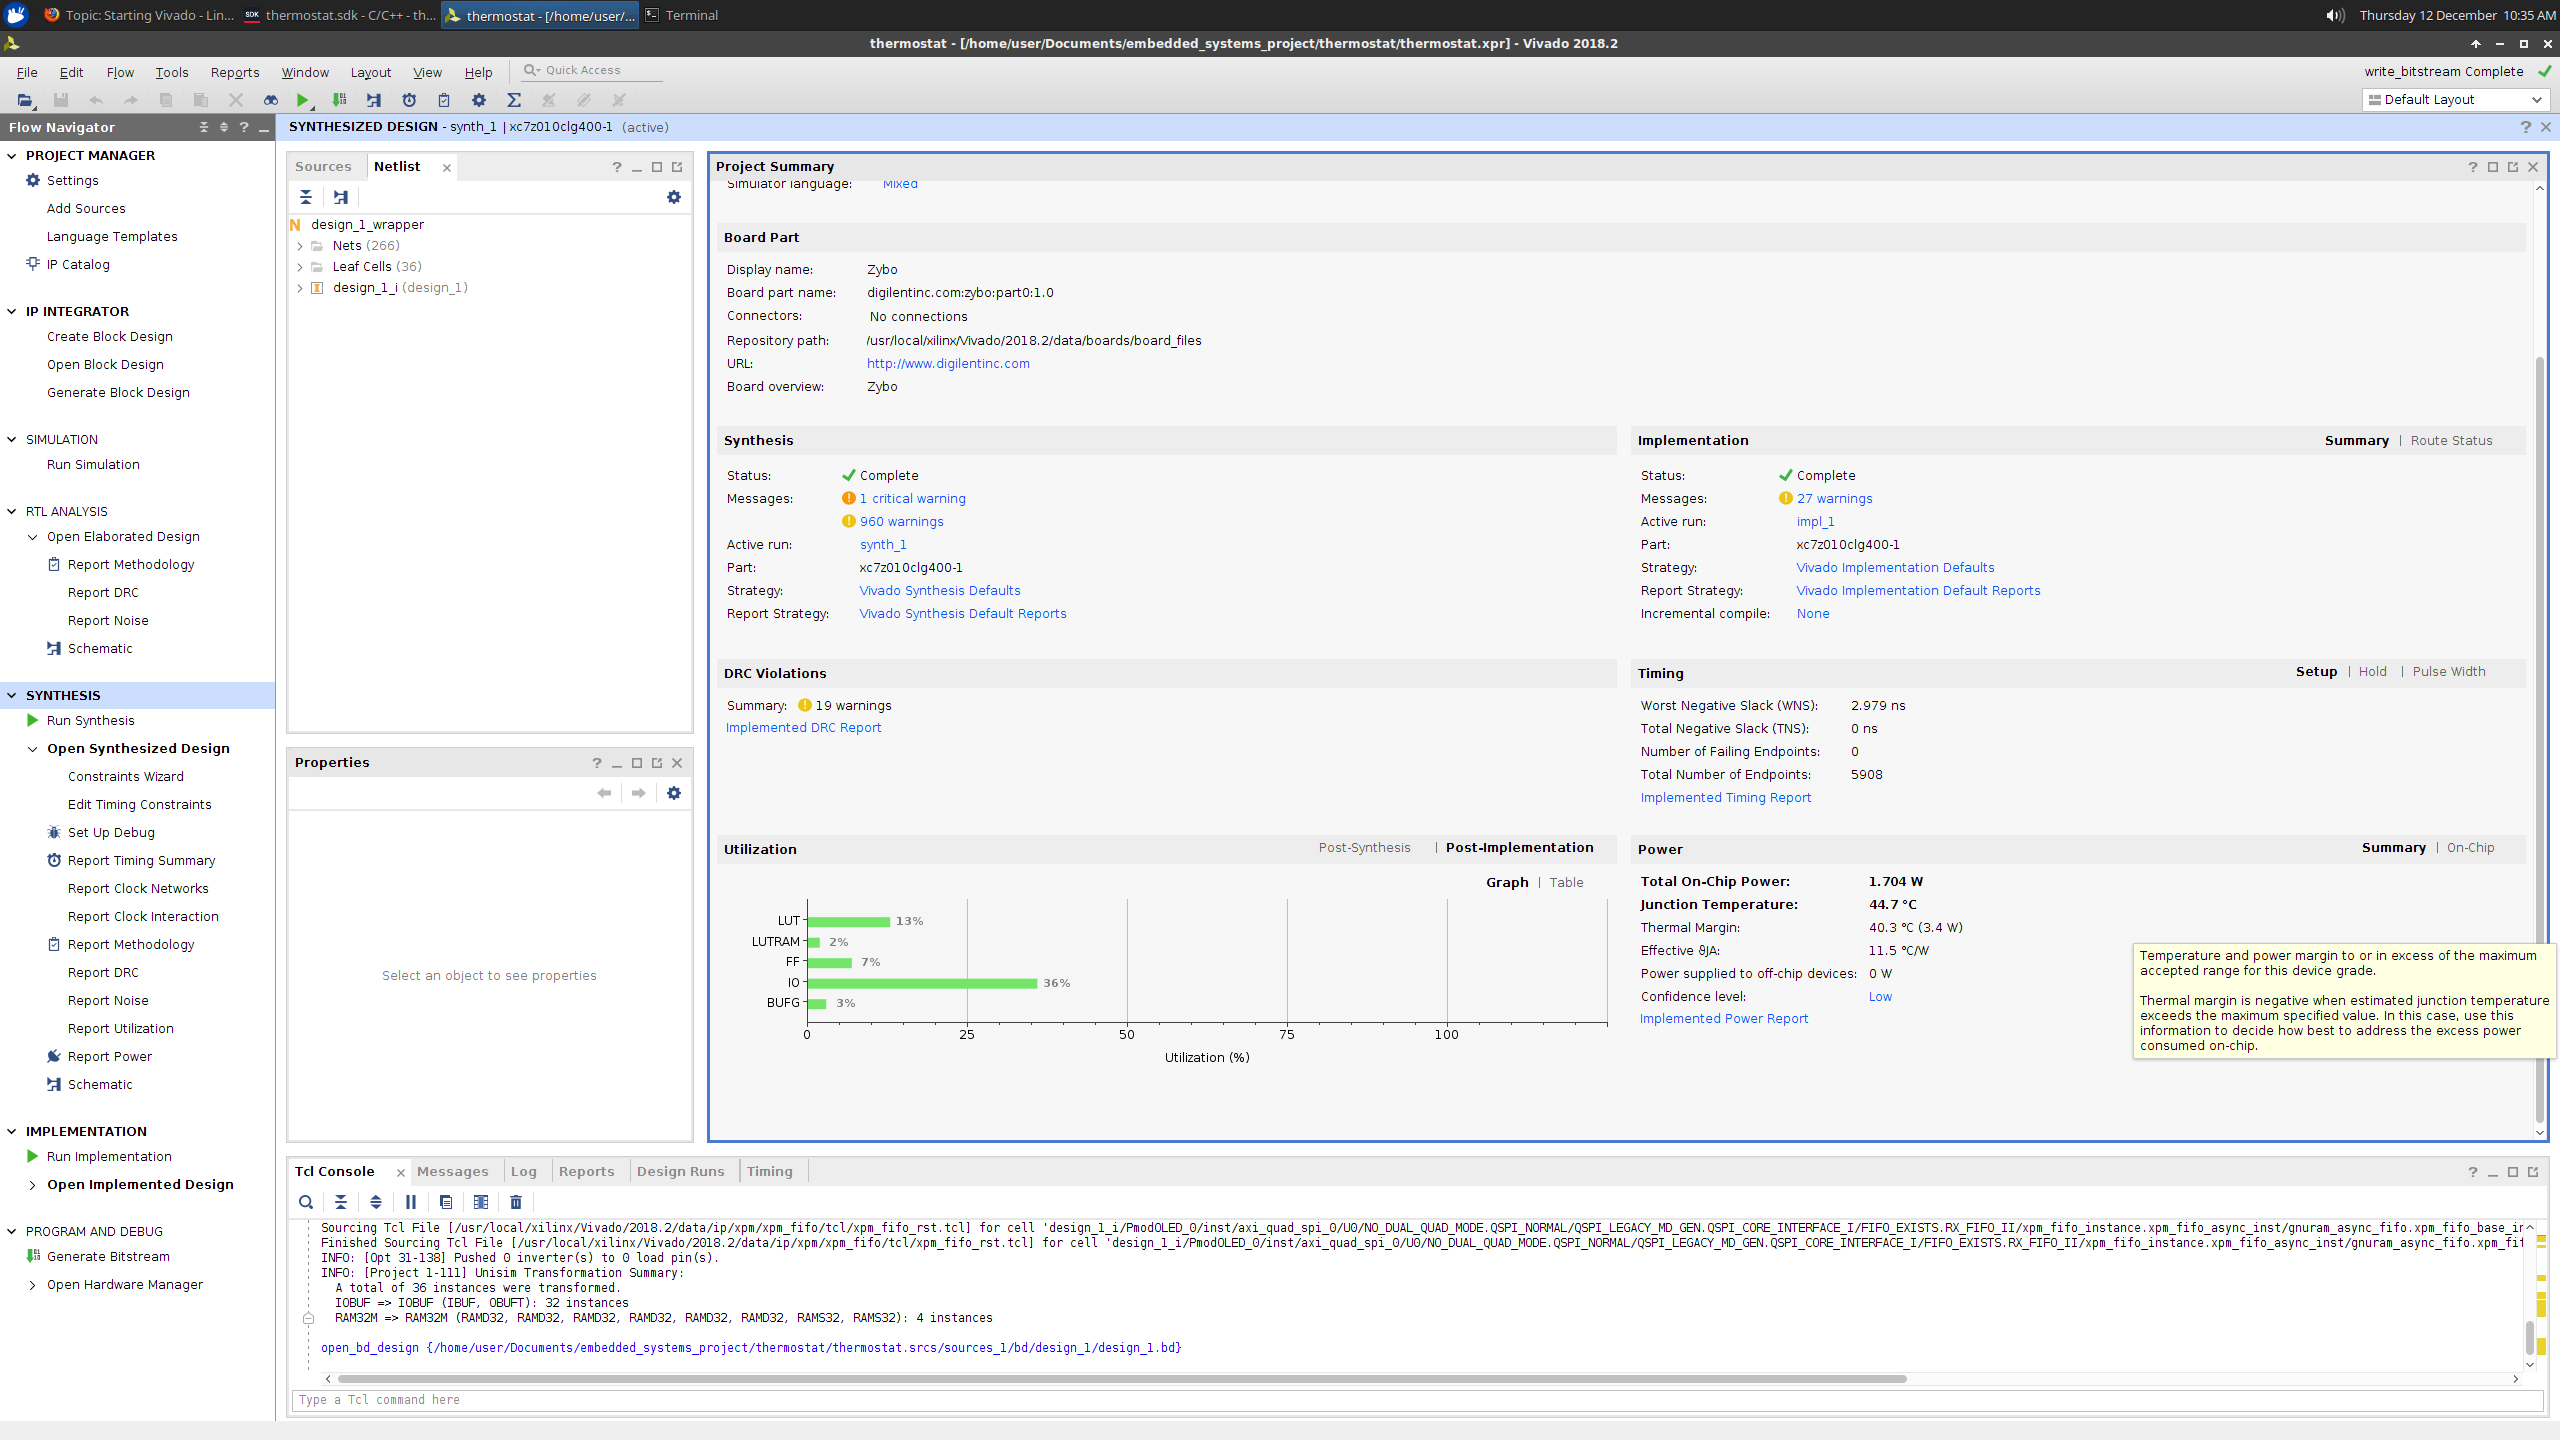 Topic: Starting Vivado - Lin...
SDK thermostat.sdk - C/C++ - th...
thermostat - [/home/user/...
Terminal
Thursday 12 December 10:35 AM
thermostat - [/home/user/Documents/embedded_systems_project/thermostat/thermostat.xpr] - Vivado 2018.2
File Edit Flow Tools Reports Window Layout View Help
Quick Access
write_bitstream Complete
Default Layout
Flow Navigator
PROJECT MANAGER
Settings
Add Sources
Language Templates
IP Catalog
IP INTEGRATOR
Create Block Design
Open Block Design
Generate Block Design
SIMULATION
Run Simulation
RTL ANALYSIS
Open Elaborated Design
Report Methodology
Report DRC
Report Noise
Schematic
SYNTHESIS
Run Synthesis
Open Synthesized Design
Constraints Wizard
Edit Timing Constraints
Set Up Debug
Report Timing Summary
Report Clock Networks
Report Clock Interaction
Report Methodology
Report DRC
Report Noise
Report Utilization
Report Power
Schematic
IMPLEMENTATION
Run Implementation
Open Implemented Design
PROGRAM AND DEBUG
Generate Bitstream
Open Hardware Manager
SYNTHESIZED DESIGN - synth_1 | xc7z010clg400-1 (active)
Sources Netlist
design_1_wrapper
Nets (266)
Leaf Cells (36)
design_1_i (design_1)
Properties
Select an object to see properties
Project Summary
Simulator language: Mixed
Board Part
Display name: Zybo
Board part name: digilentinc.com:zybo:part0:1.0
Connectors: No connections
Repository path: /usr/local/xilinx/Vivado/2018.2/data/boards/board_files
URL: http://www.digilentinc.com
Board overview: Zybo
Synthesis
Status: Complete
Messages: 1 critical warning
960 warnings
Active run: synth_1
Part: xc7z010clg400-1
Strategy: Vivado Synthesis Defaults
Report Strategy: Vivado Synthesis Default Reports
Implementation Summary | Route Status
Status: Complete
Messages: 27 warnings
Active run: impl_1
Part: xc7z010clg400-1
Strategy: Vivado Implementation Defaults
Report Strategy: Vivado Implementation Default Reports
Incremental compile: None
DRC Violations
Summary: 19 warnings
Implemented DRC Report
Timing Setup | Hold | Pulse Width
Worst Negative Slack (WNS): 2.979 ns
Total Negative Slack (TNS): 0 ns
Number of Failing Endpoints: 0
Total Number of Endpoints: 5908
Implemented Timing Report
Utilization Post-Synthesis | Post-Implementation
Graph | Table
LUT 13%
LUTRAM 2%
FF 7%
IO 36%
BUFG 3%
0 25 50 75 100
Utilization (%)
Power Summary | On-Chip
Total On-Chip Power: 1.704 W
Junction Temperature: 44.7 °C
Thermal Margin: 40.3 °C (3.4 W)
Effective ϑJA: 11.5 °C/W
Power supplied to off-chip devices: 0 W
Confidence level: Low
Implemented Power Report
Temperature and power margin to or in excess of the maximum
accepted range for this device grade.
Thermal margin is negative when estimated junction temperature
exceeds the maximum specified value. In this case, use this
information to decide how best to address the excess power
consumed on-chip.
Tcl Console Messages Log Reports Design Runs Timing
Sourcing Tcl File [/usr/local/xilinx/Vivado/2018.2/data/ip/xpm/xpm_fifo/tcl/xpm_fifo_rst.tcl] for cell 'design_1_i/PmodOLED_0/inst/axi_quad_spi_0/U0/NO_DUAL_QUAD_MODE.QSPI_NORMAL/QSPI_LEGACY_MD_GEN.QSPI_CORE_INTERFACE_I/FIFO_EXISTS.RX_FIFO_II/xpm_fifo_instance.xpm_fifo_async_inst/gnuram_async_fifo.xpm_fifo_base_in
Finished Sourcing Tcl File [/usr/local/xilinx/Vivado/2018.2/data/ip/xpm/xpm_fifo/tcl/xpm_fifo_rst.tcl] for cell 'design_1_i/PmodOLED_0/inst/axi_quad_spi_0/U0/NO_DUAL_QUAD_MODE.QSPI_NORMAL/QSPI_LEGACY_MD_GEN.QSPI_CORE_INTERFACE_I/FIFO_EXISTS.RX_FIFO_II/xpm_fifo_instance.xpm_fifo_async_inst/gnuram_async_fifo.xpm_fif
INFO: [Opt 31-138] Pushed 0 inverter(s) to 0 load pin(s).
INFO: [Project 1-111] Unisim Transformation Summary:
A total of 36 instances were transformed.
IOBUF => IOBUF (IBUF, OBUFT): 32 instances
RAM32M => RAM32M (RAMD32, RAMD32, RAMD32, RAMD32, RAMD32, RAMD32, RAMS32, RAMS32): 4 instances
open_bd_design {/home/user/Documents/embedded_systems_project/thermostat/thermostat.srcs/sources_1/bd/design_1/design_1.bd}
Type a Tcl command here